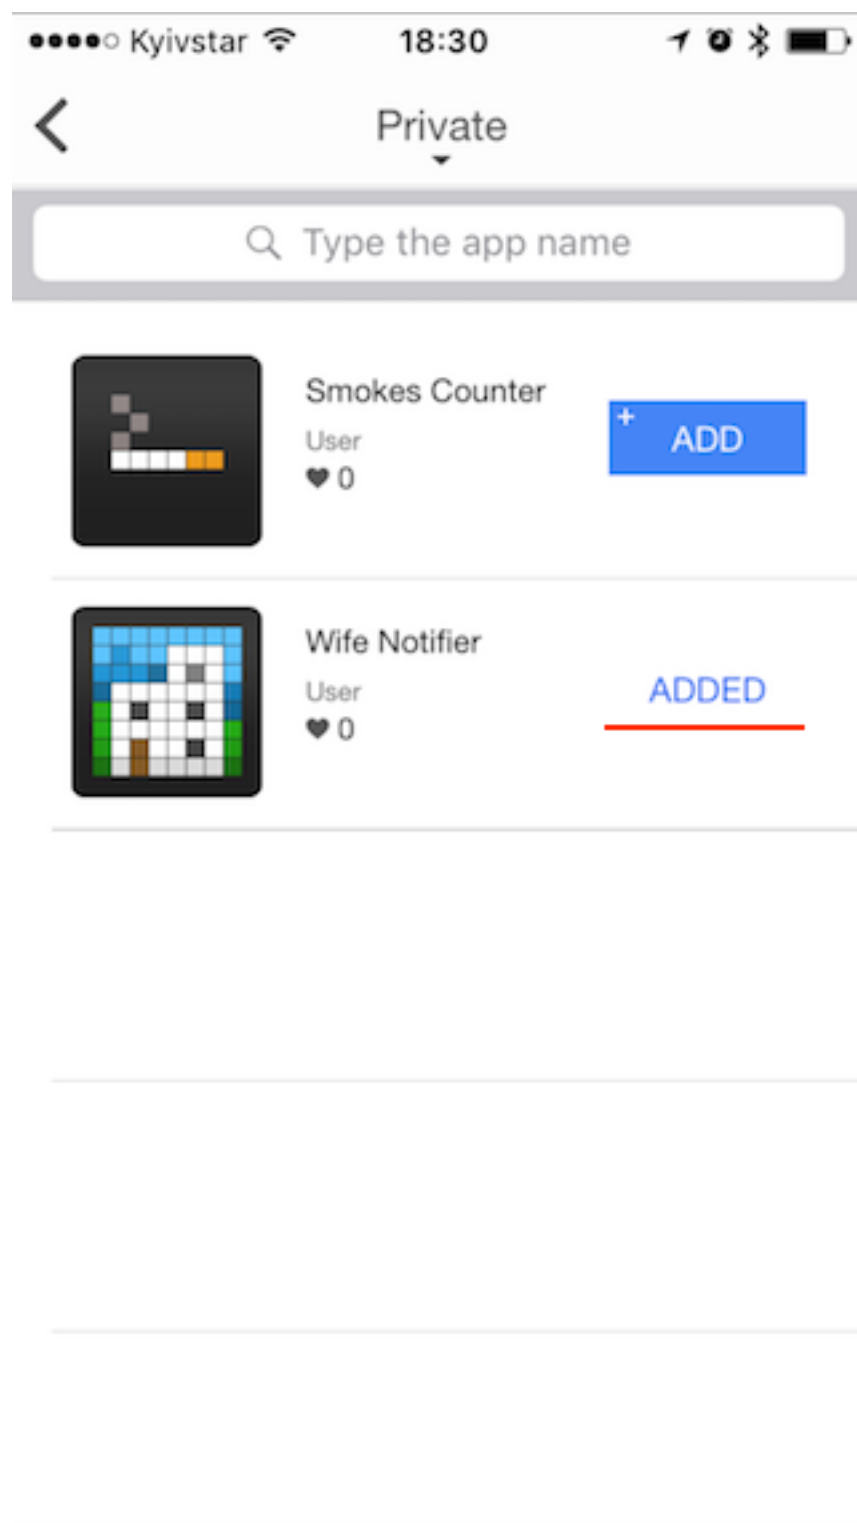 Kyivstar 18:30
Private
Type the app name
Smokes Counter
User
0
+ ADD
Wife Notifier
User
0
ADDED